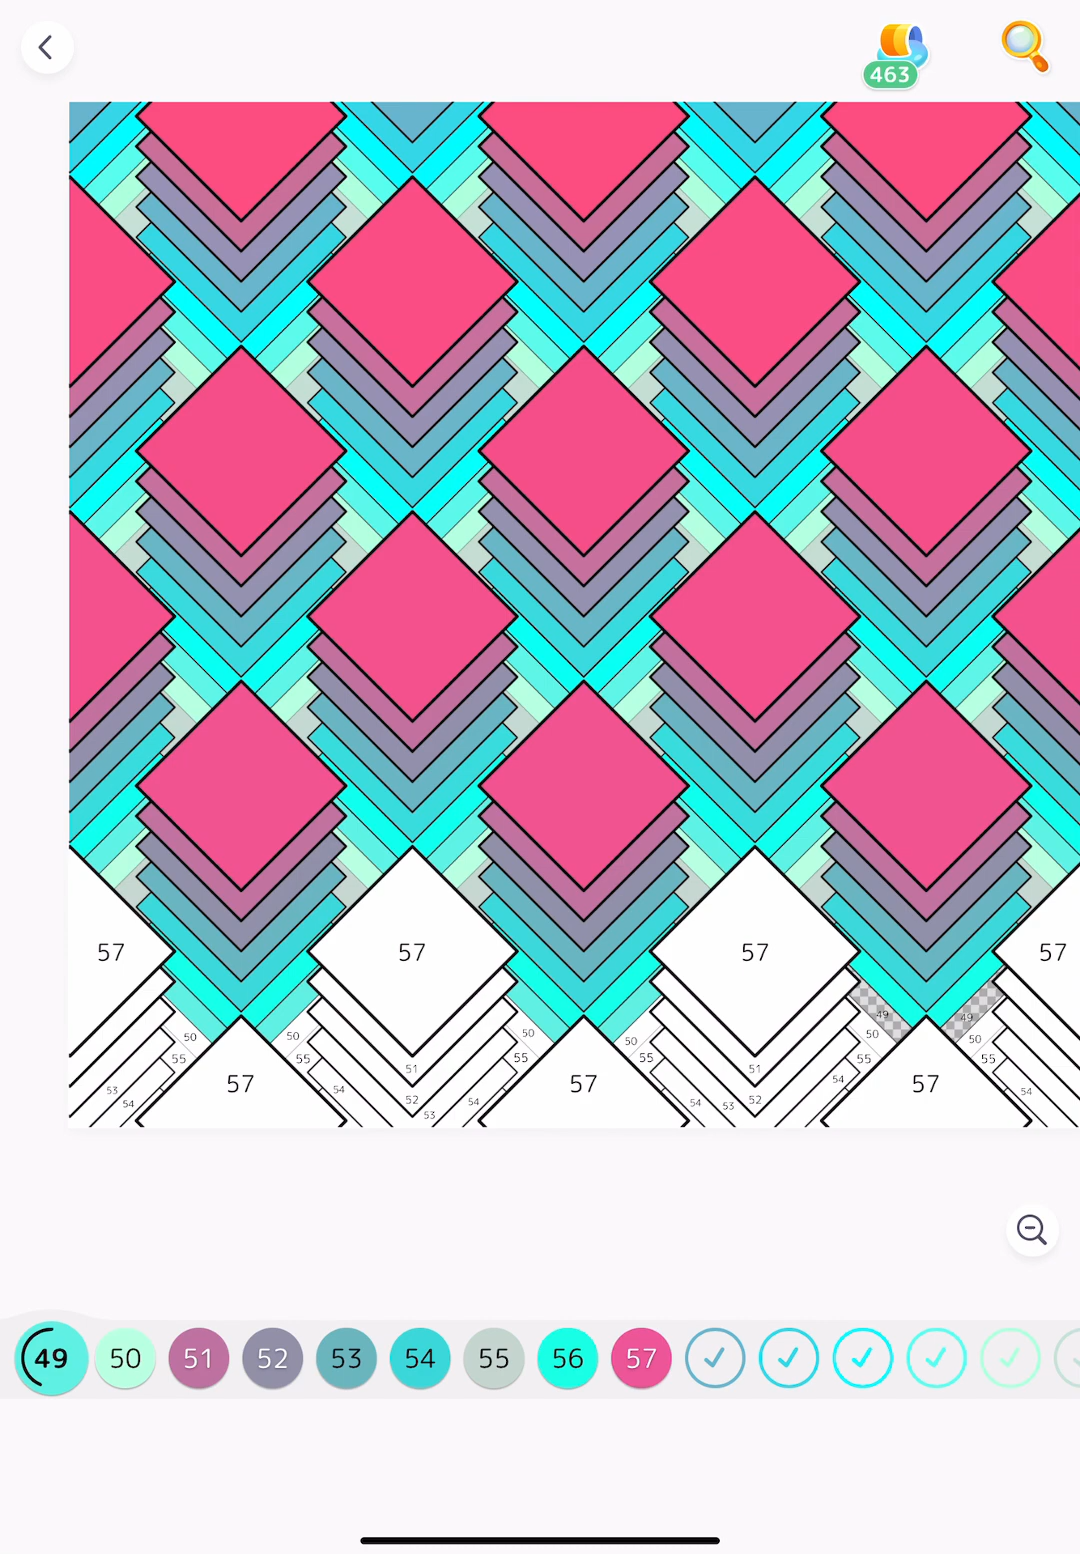 463
57 57 57 57
49 49
50 50 50 50 50 50
55 55 55 55 55 55
51 51
57 57 57
53 54 54 54 54 54
52 54 53 52
53
49 50 51 52 53 54 55 56 57